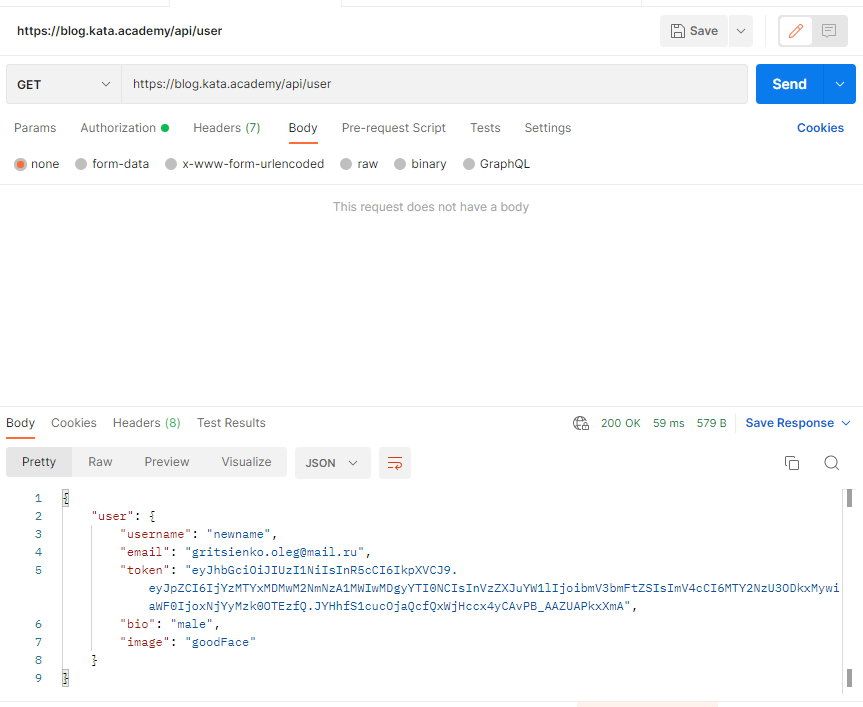 https://blog.kata.academy/api/user
Save
GET
https://blog.kata.academy/api/user
Send
Params
Authorization
Headers (7)
Body
Pre-request Script
Tests
Settings
Cookies
none
form-data
x-www-form-urlencoded
raw
binary
GraphQL
This request does not have a body
Body
Cookies
Headers (8)
Test Results
200 OK
59 ms
579 B
Save Response
Pretty
Raw
Preview
Visualize
JSON
1 {
2 "user": {
3 "username": "newname",
4 "email": "gritsienko.oleg@mail.ru",
5 "token": "eyJhbGciOiJIUzI1NiIsInR5cCI6IkpXVCJ9.
eyJpZCI6IjYzMTYxMDMwM2NmNzA1MWIwMDgyYTI0NCIsInVzZXJuYW1lIjoibmV3bmFtZSIsImV4cCI6MTY2NzU3ODkxMywi
aWF0IjoxNjYyMzk0OTEzfQ.JYHhfS1cucOjaQcfQxWjHccx4yCAvPB_AAZUAPkxXmA",
6 "bio": "male",
7 "image": "goodFace"
8 }
9 }